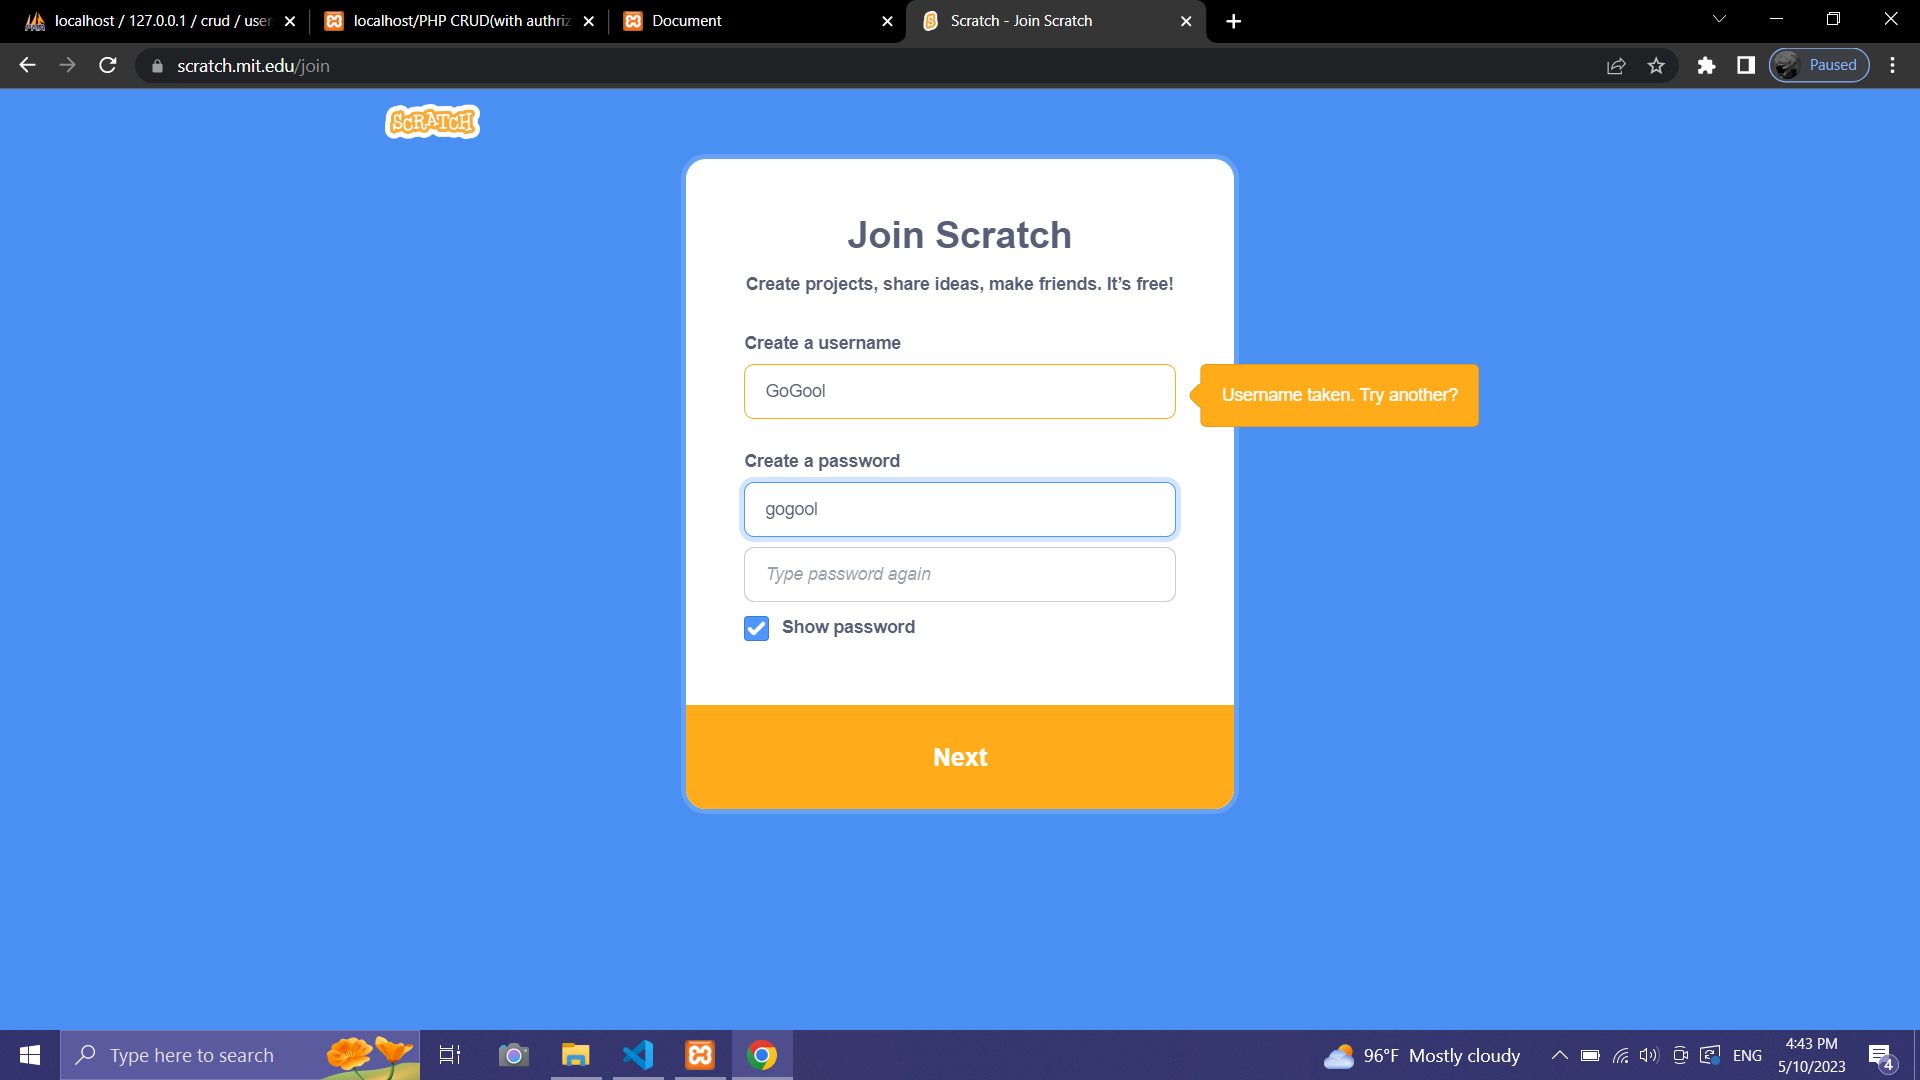 localhost / 127.0.0.1 / crud / user
localhost/PHP CRUD(with authriz
Document
Scratch - Join Scratch
scratch.mit.edu/join
Paused
SCRATCH
Join Scratch
Create projects, share ideas, make friends. It’s free!
Create a username
GoGool
Username taken. Try another?
Create a password
gogool
Type password again
Show password
Next
Type here to search
96°F Mostly cloudy
ENG
4:43 PM
5/10/2023
4